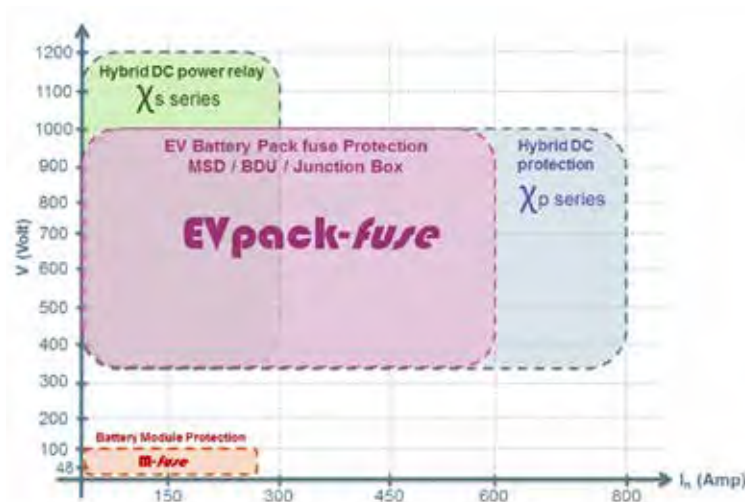 1200
1100
1000
900
800
700
600
500
400
300
200
100
48
V (Volt)
Hybrid DC power relay
χs series
EV Battery Pack fuse Protection
MSD / BDU / Junction Box
EVpack-fuse
Hybrid DC
protection
χp series
Battery Module Protection
m-fuse
150
300
450
600
800
Iₙ (Amp)